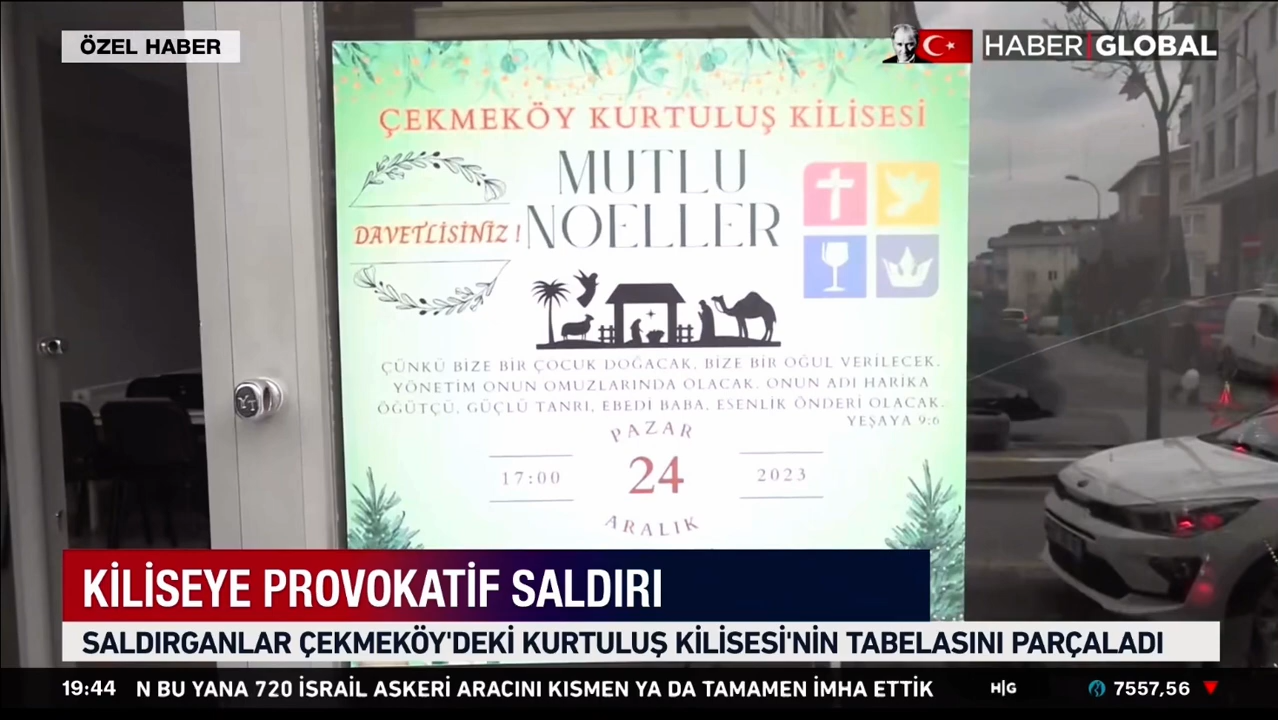 ÖZEL HABER
HABER GLOBAL
ÇEKMEKÖY KURTULUŞ KİLİSESİ
MUTLU
NOELLER
DAVETLİSİNİZ !
ÇÜNKÜ BİZE BİR ÇOCUK DOĞACAK, BİZE BİR OĞUL VERİLECEK.
YÖNETİM ONUN OMUZLARINDA OLACAK. ONUN ADI HARİKA
ÖĞÜTÇÜ, GÜÇLÜ TANRI, EBEDİ BABA, ESENLİK ÖNDERİ OLACAK.
YEŞAYA 9:6
PAZAR
17:00
24
2023
ARALIK
KİLİSEYE PROVOKATİF SALDIRI
SALDIRGANLAR ÇEKMEKÖY'DEKİ KURTULUŞ KİLİSESİ'NİN TABELASINI PARÇALADI
19:44
N BU YANA 720 İSRAİL ASKERİ ARACINI KISMEN YA DA TAMAMEN İMHA ETTİK
H|G
7557,56